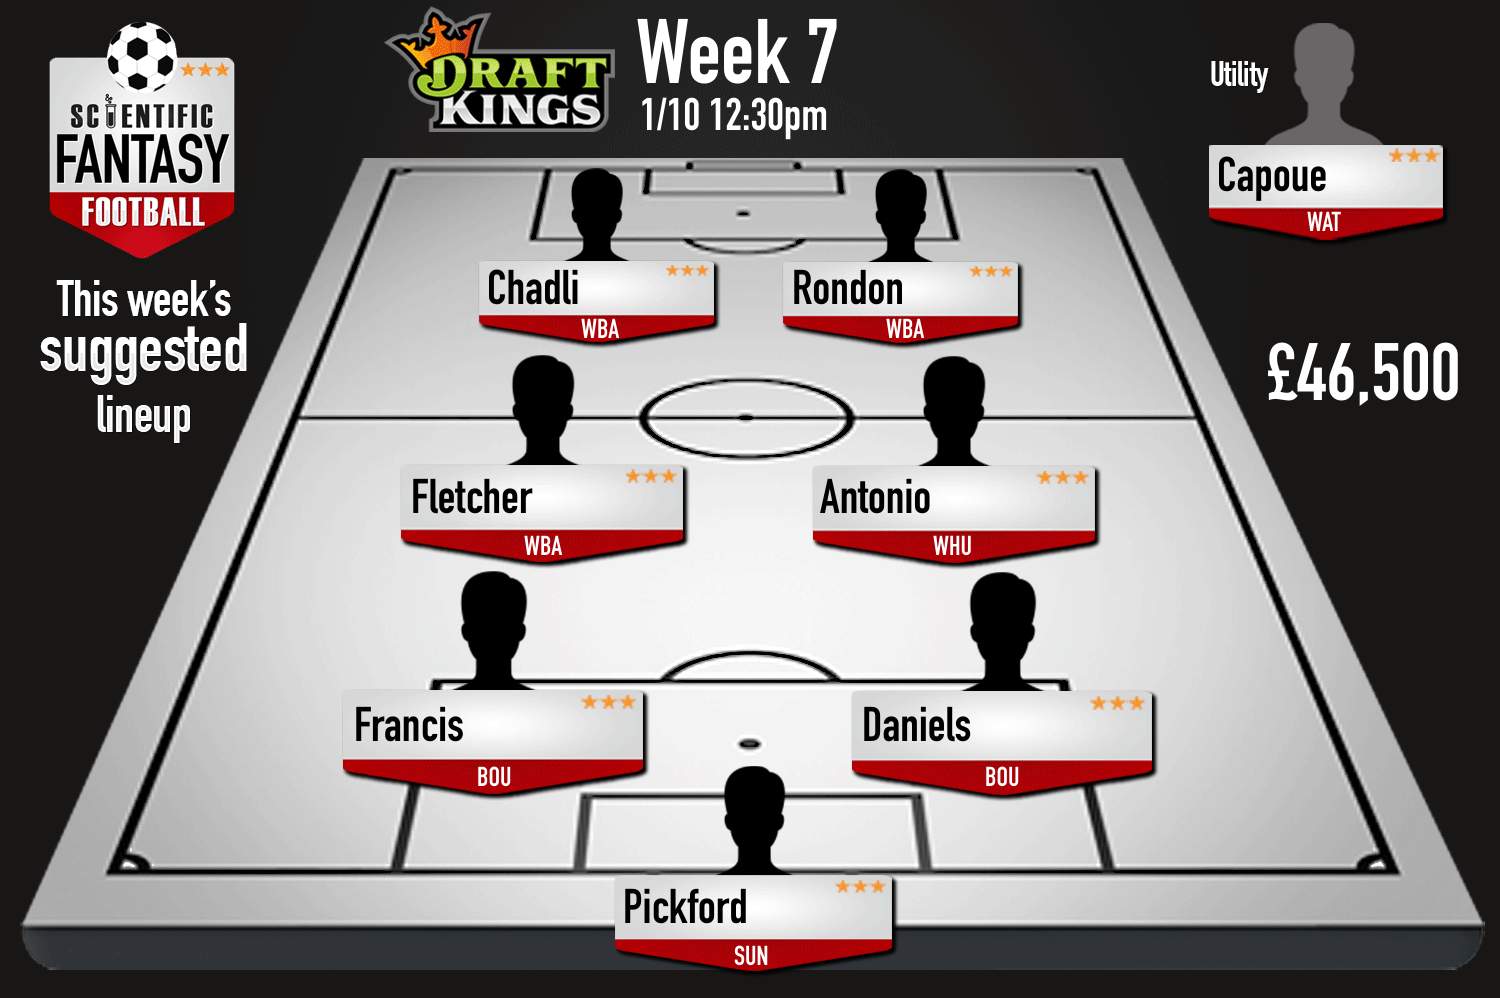 SCIENTIFIC
FANTASY
FOOTBALL
This week's
suggested
lineup
DRAFT
KINGS
Week 7
1/10 12:30pm
Utility
Capoue
WAT
£46,500
Chadli
WBA
Rondon
WBA
Fletcher
WBA
Antonio
WHU
Francis
BOU
Daniels
BOU
Pickford
SUN